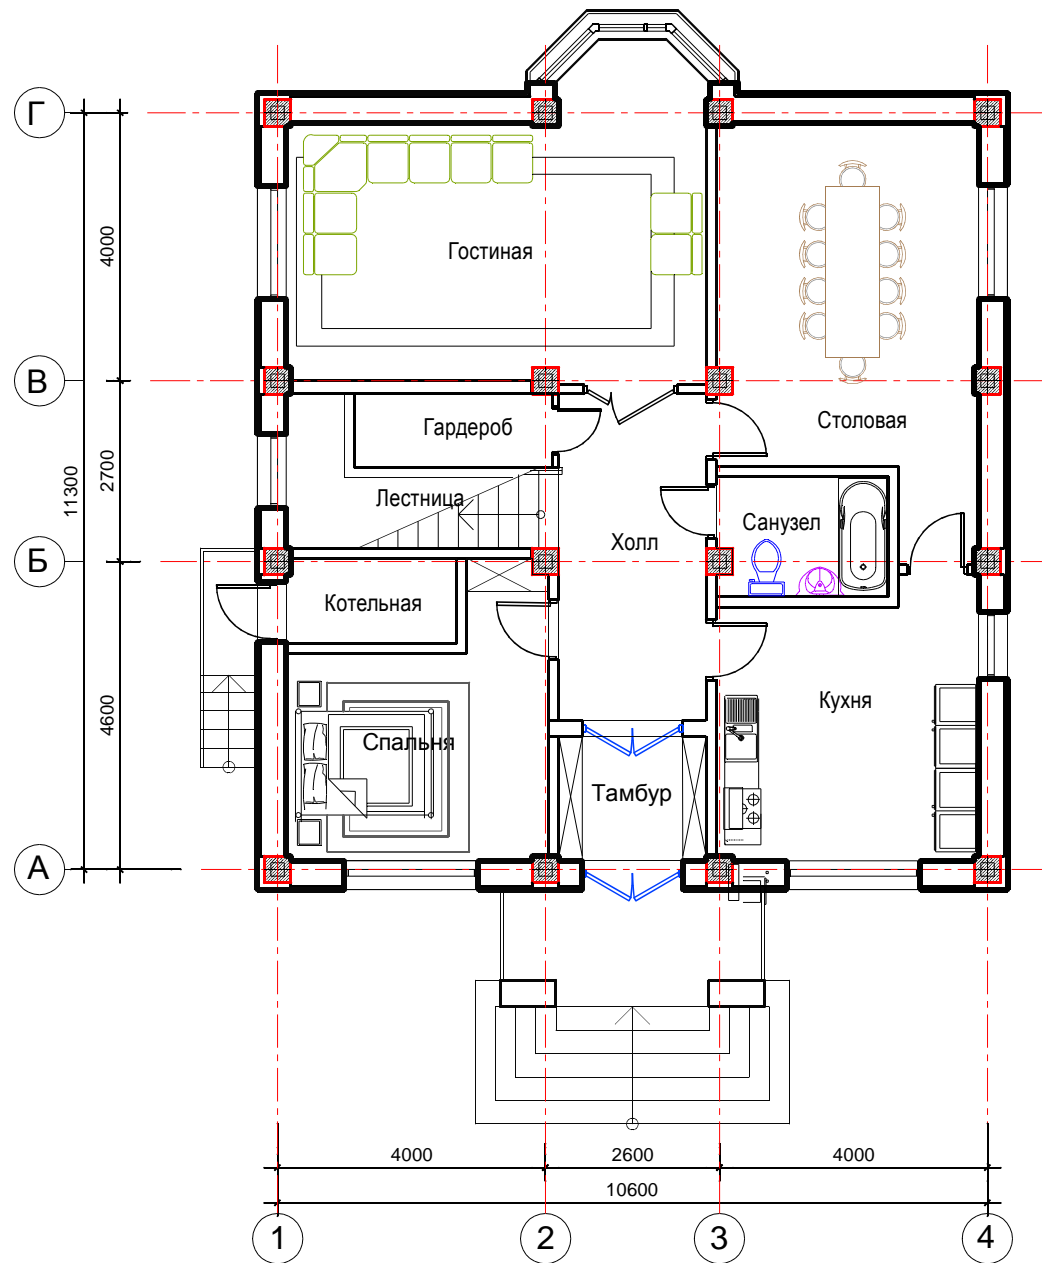 Г
4000
Гостиная
В
Гардероб
Столовая
11300
2700
Лестница
Санузел
Холл
Б
Котельная
4600
Кухня
Спальня
Тамбур
А
4000
2600
4000
10600
1
2
3
4